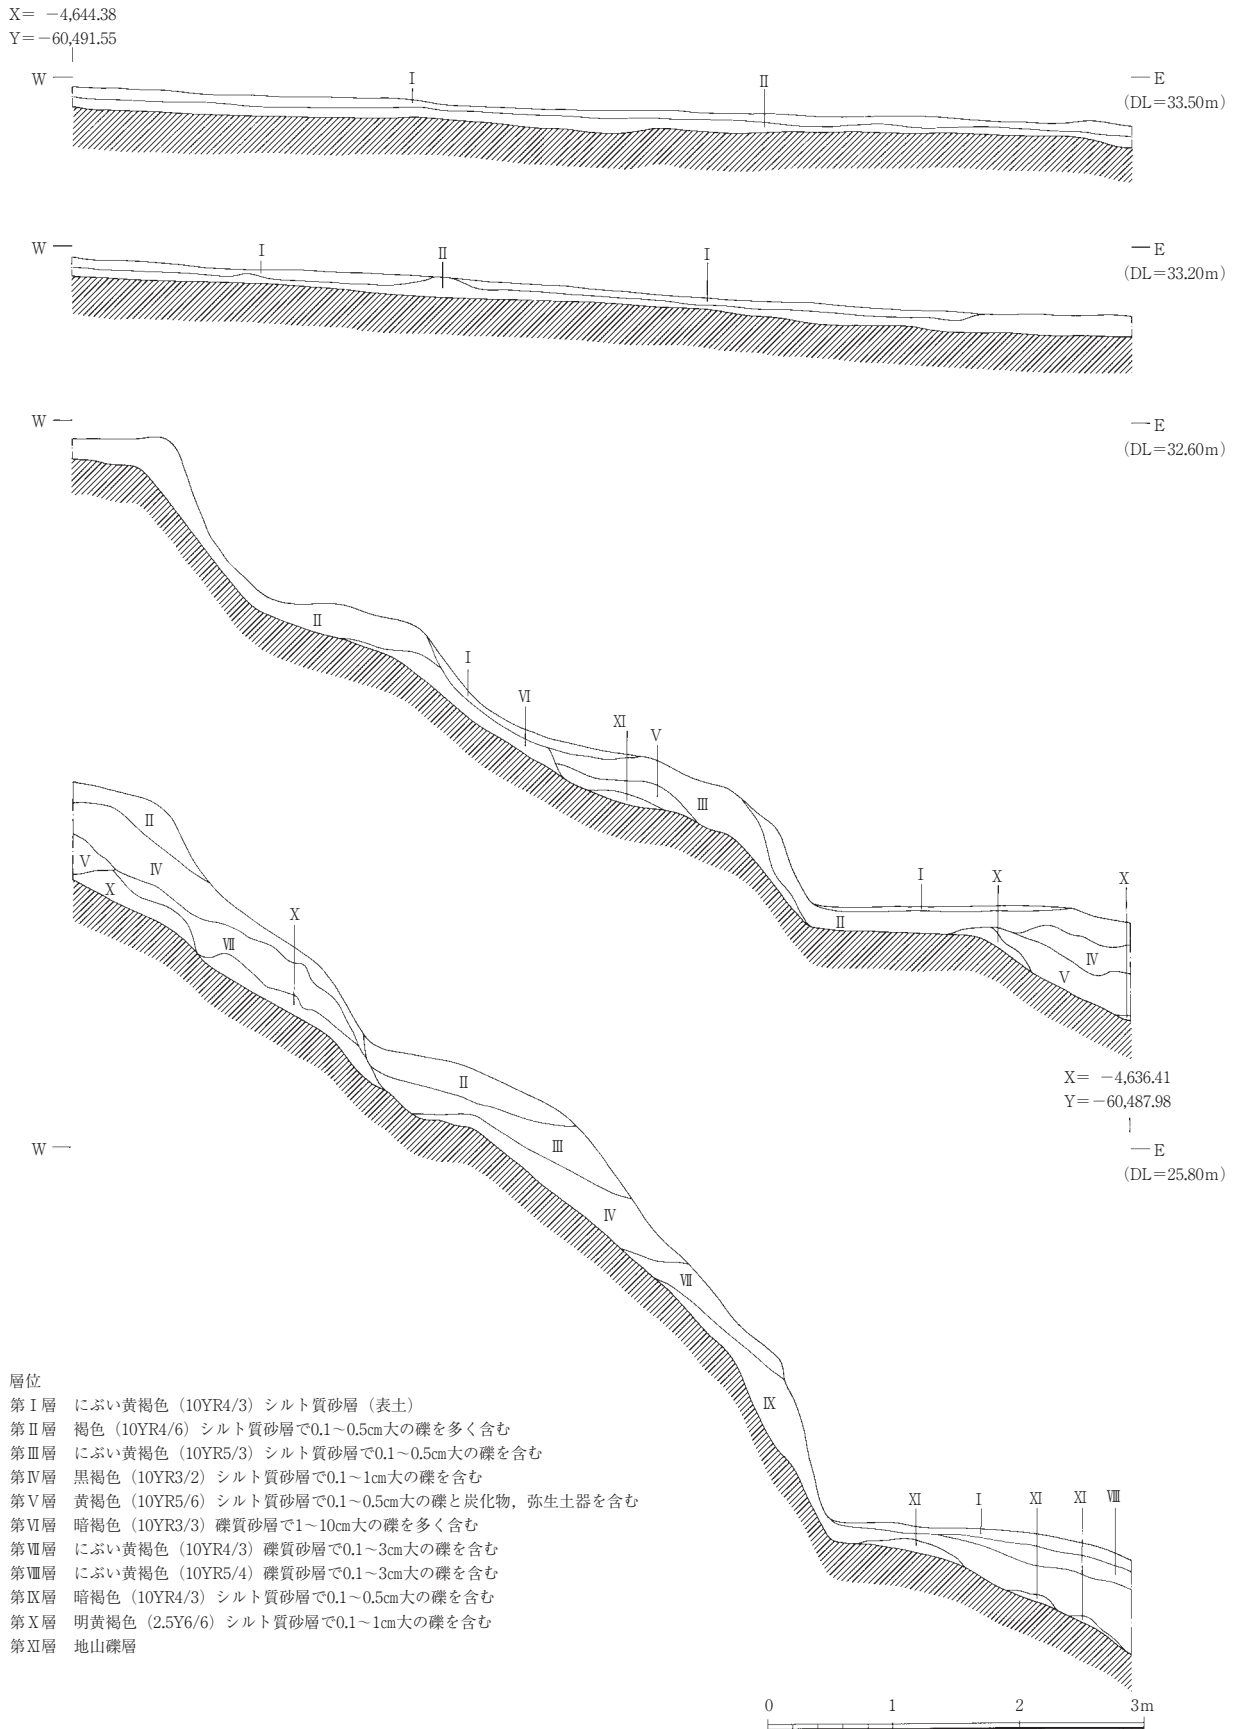 X= −4,644.38
Y=−60,491.55
W
I
II
E
(DL=33.50m)
W
I
II
I
E
(DL=33.20m)
W
E
(DL=32.60m)
II
I
VI
XI
V
III
II
I
X
X
IV
V
II
IV
V
X
VII
X
II
III
IV
VII
IX
X= −4,636.41
Y=−60,487.98
W
E
(DL=25.80m)
XI
I
XI
XI
VIII
層位
第Ⅰ層 にぶい黄褐色（10YR4/3）シルト質砂層（表土）
第Ⅱ層 褐色（10YR4/6）シルト質砂層で0.1～0.5㎝大の礫を多く含む
第Ⅲ層 にぶい黄褐色（10YR5/3）シルト質砂層で0.1～0.5㎝大の礫を含む
第Ⅳ層 黒褐色（10YR3/2）シルト質砂層で0.1～1㎝大の礫を含む
第Ⅴ層 黄褐色（10YR5/6）シルト質砂層で0.1～0.5㎝大の礫と炭化物，弥生土器を含む
第Ⅵ層 暗褐色（10YR3/3）礫質砂層で1～10㎝大の礫を多く含む
第Ⅶ層 にぶい黄褐色（10YR4/3）礫質砂層で0.1～3㎝大の礫を含む
第Ⅷ層 にぶい黄褐色（10YR5/4）礫質砂層で0.1～3㎝大の礫を含む
第Ⅸ層 暗褐色（10YR4/3）シルト質砂層で0.1～0.5㎝大の礫を含む
第Ⅹ層 明黄褐色（2.5Y6/6）シルト質砂層で0.1～1㎝大の礫を含む
第Ⅺ層 地山礫層
0 1 2 3m